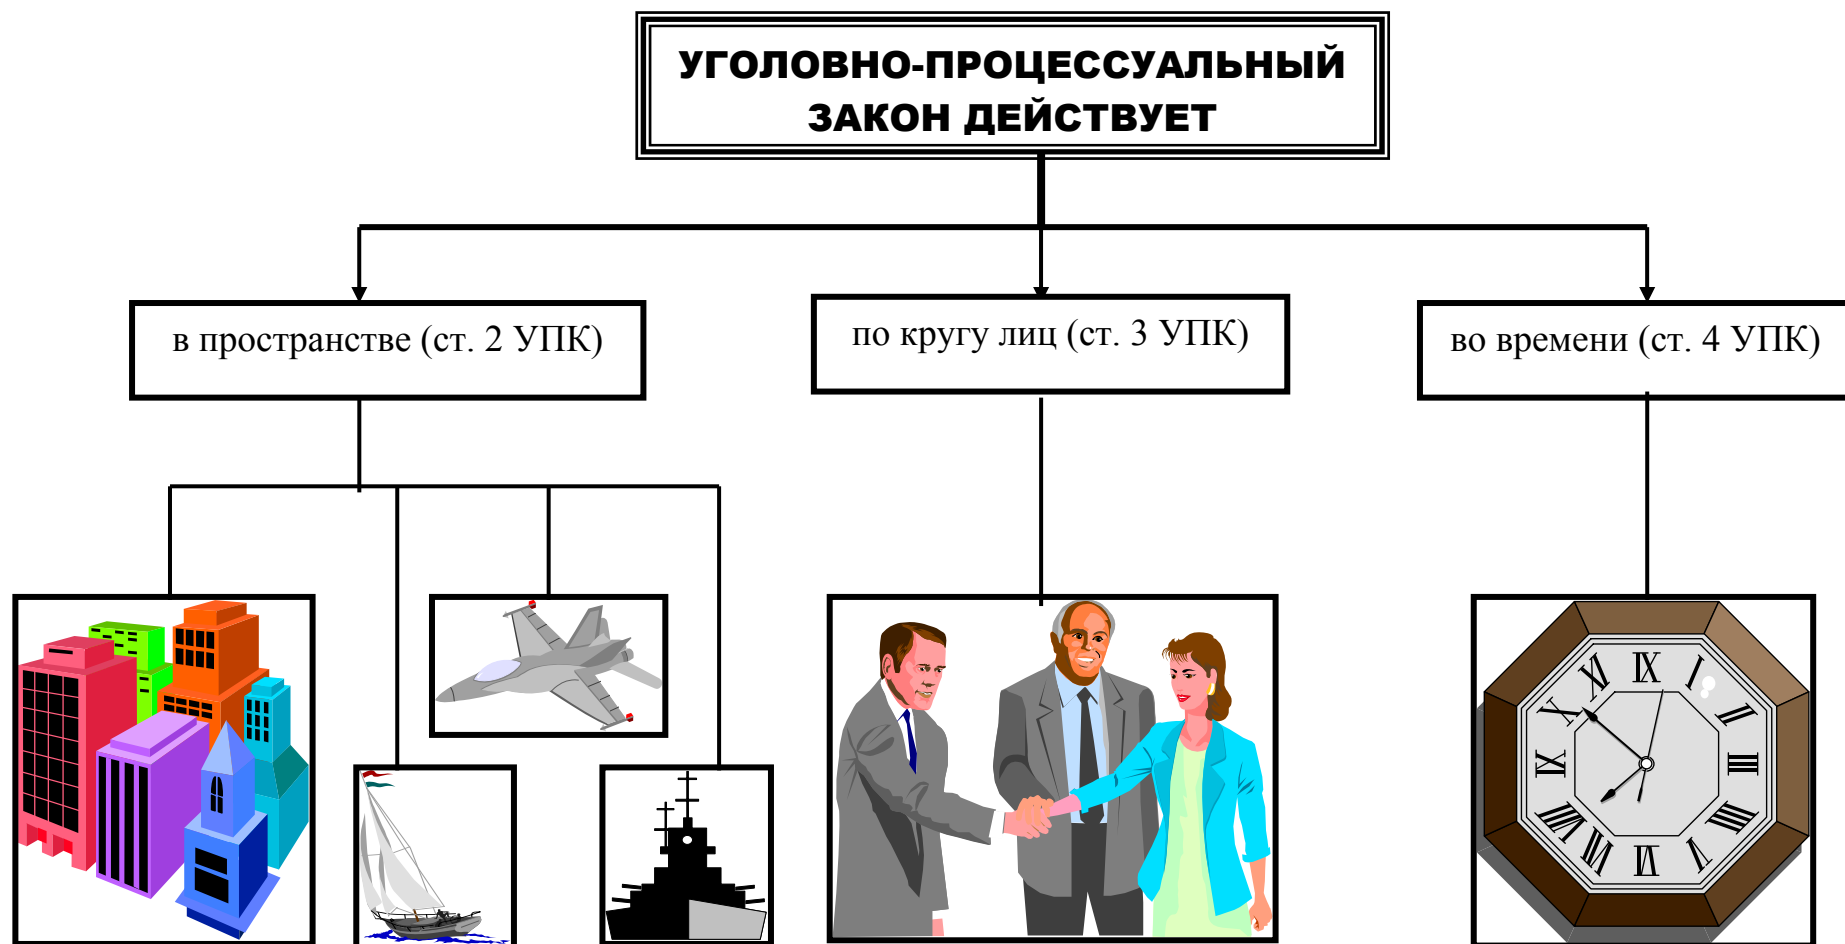 УГОЛОВНО-ПРОЦЕССУАЛЬНЫЙ
ЗАКОН ДЕЙСТВУЕТ
в пространстве (ст. 2 УПК)
по кругу лиц (ст. 3 УПК)
во времени (ст. 4 УПК)